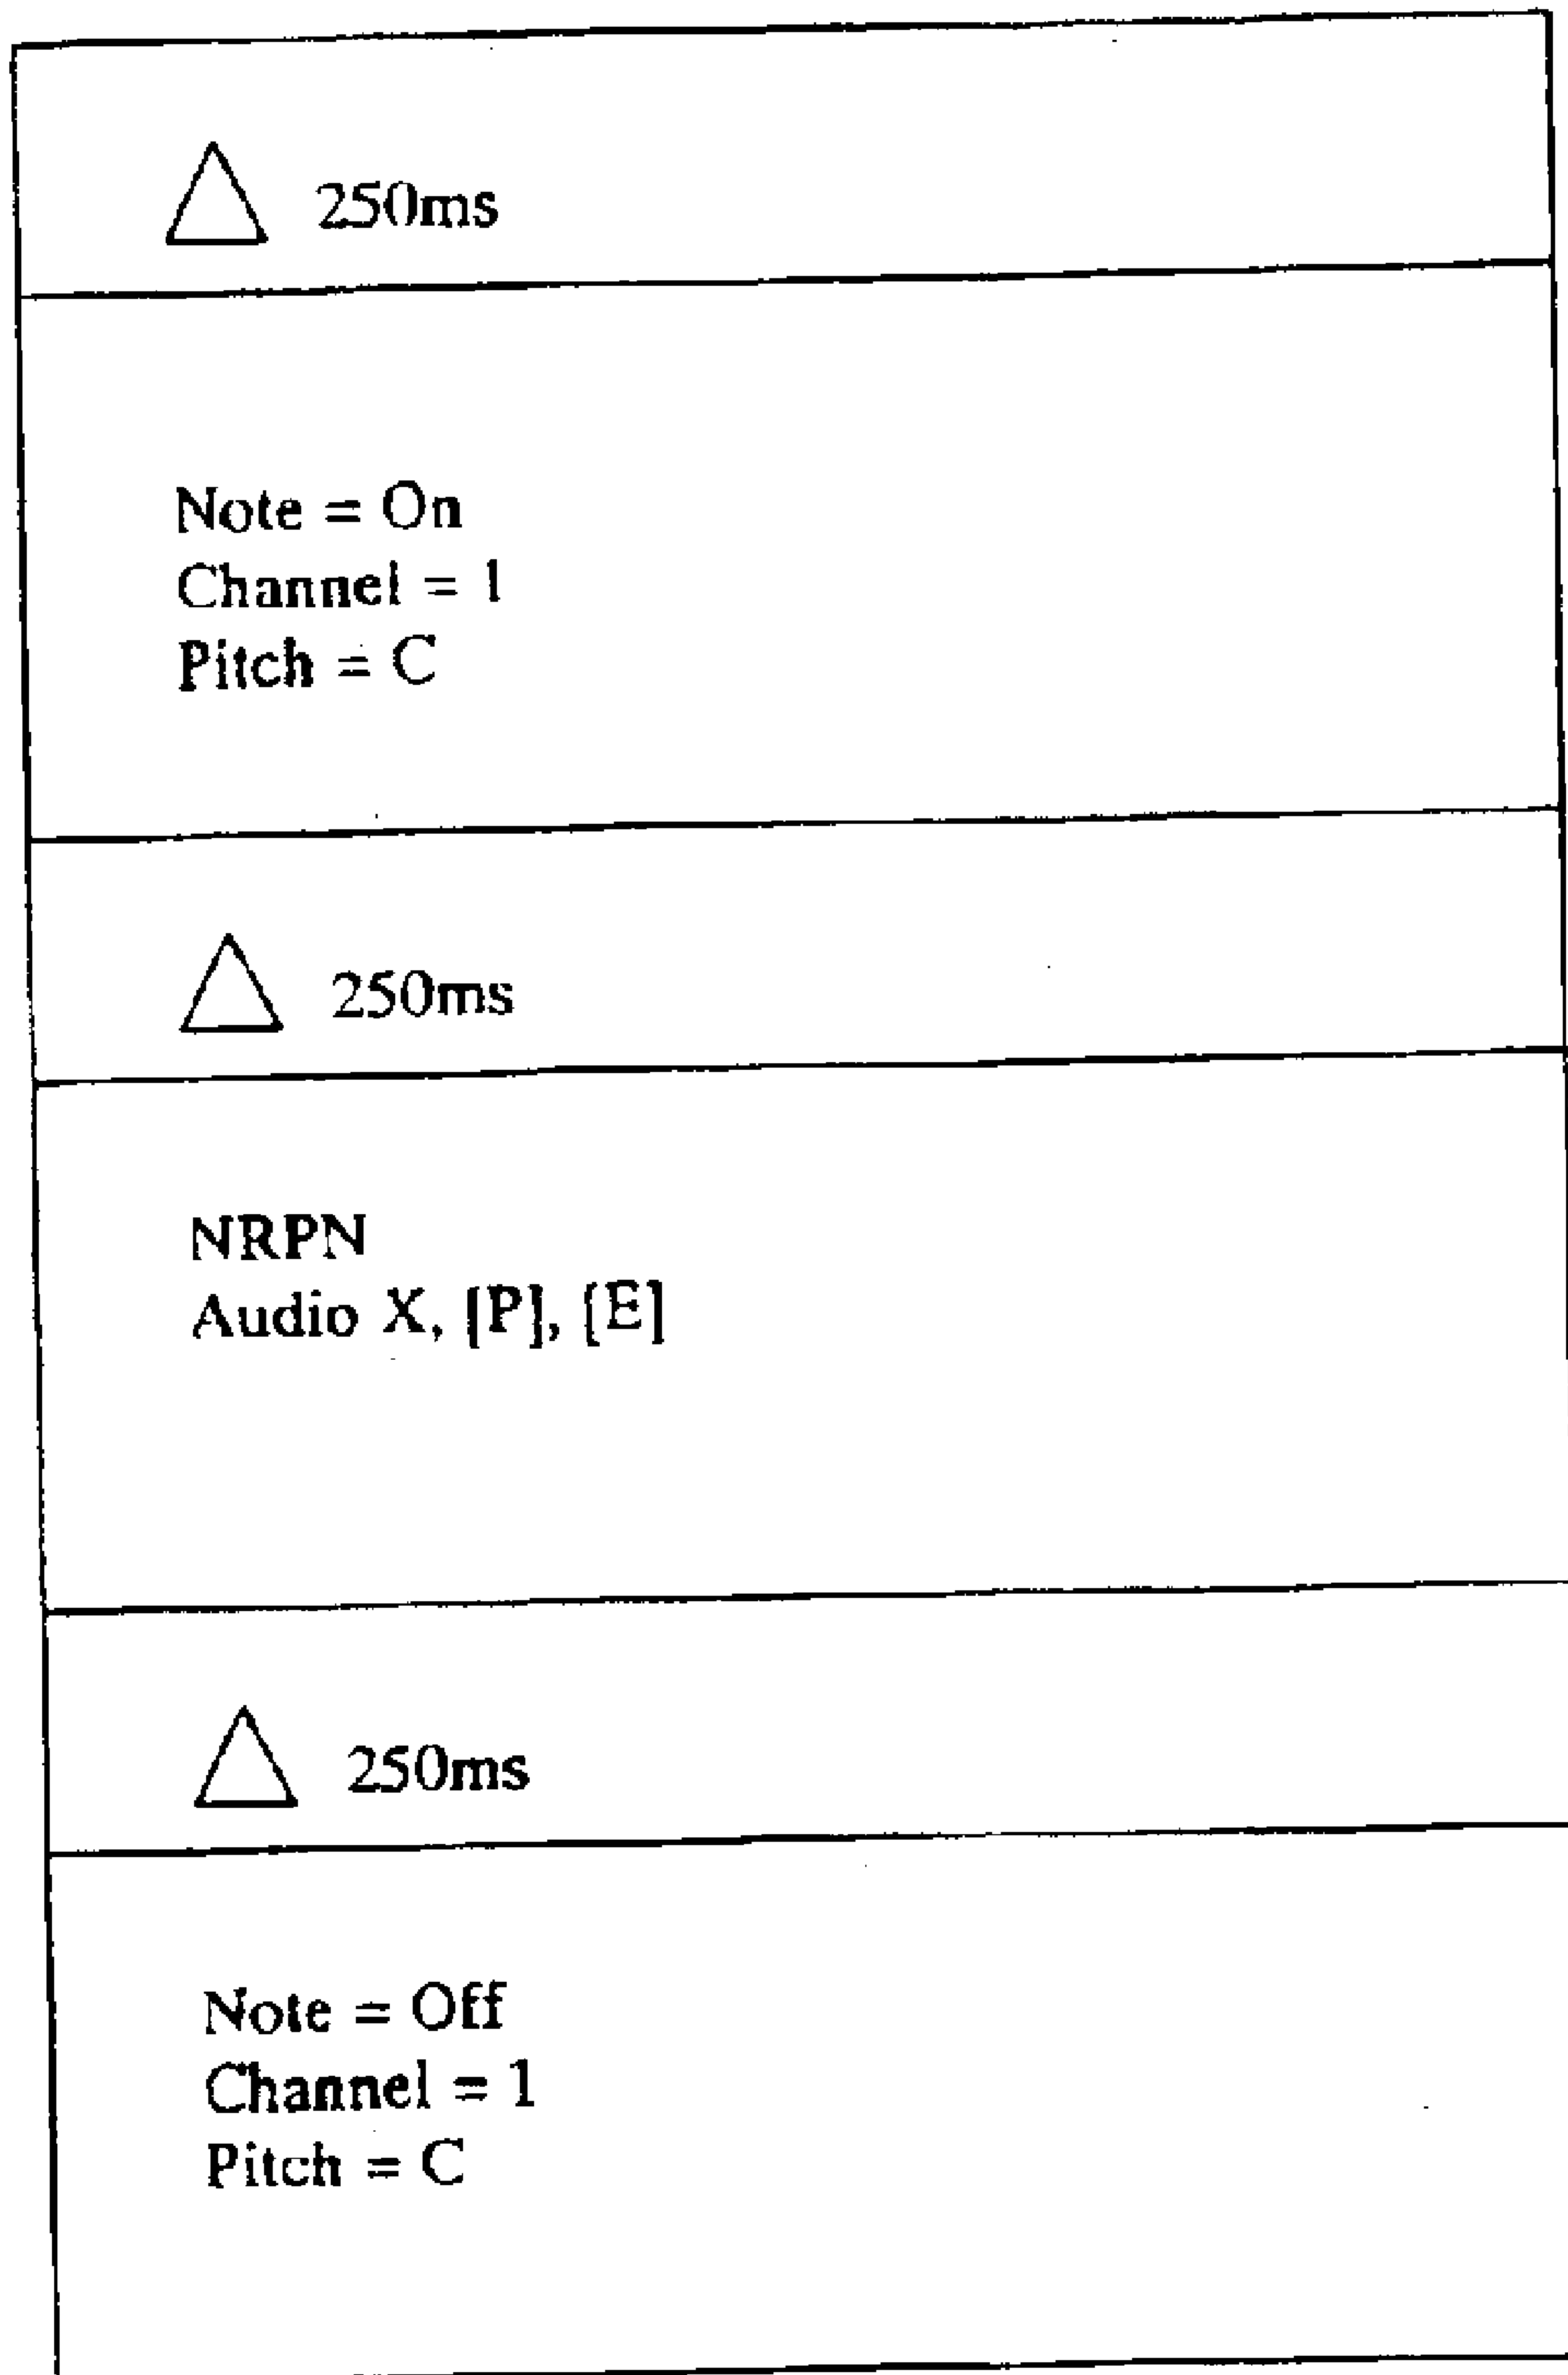 250ms
Note = On
Channel = 1
Pitch = C
250ms
NRPN
Audio X, [P], [E]
250ms
Note = Off
Channel = 1
Pitch = C